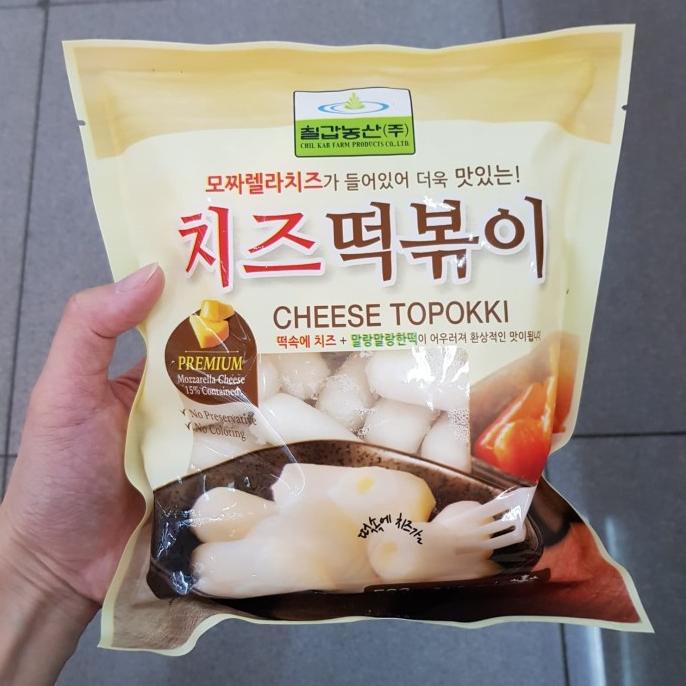 칠갑농산(주)
CHIL KAB FARM PRODUCTS CO.,LTD.
모짜렐라치즈가 들어있어 더욱 맛있는!
치즈떡볶이
CHEESE TOPOKKI
떡속에 치즈 + 말랑말랑한떡이 어우러져 환상적인 맛이됩니다
PREMIUM
Mozzarella Cheese
15% Contained
✓ No Preservative
✓ No Coloring
떡속에 치즈가